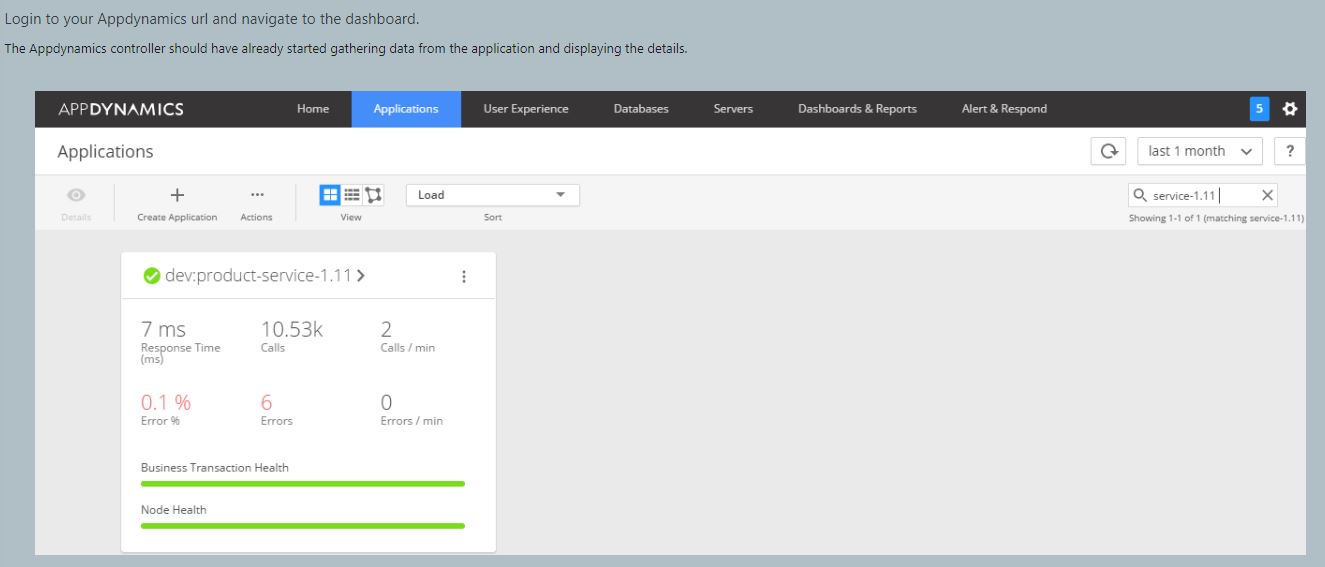 Login to your Appdynamics url and navigate to the dashboard.
The Appdynamics controller should have already started gathering data from the application and displaying the details.
APPDYNAMICS Home Applications User Experience Databases Servers Dashboards & Reports Alert & Respond 5
Applications last 1 month ?
Load service-1.11
Details Create Application Actions View Sort Showing 1-1 of 1 (matching service-1.11)
dev:product-service-1.11
7 ms 10.53k 2
Response Time Calls Calls / min
(ms)
0.1 % 6 0
Error % Errors Errors / min
Business Transaction Health
Node Health